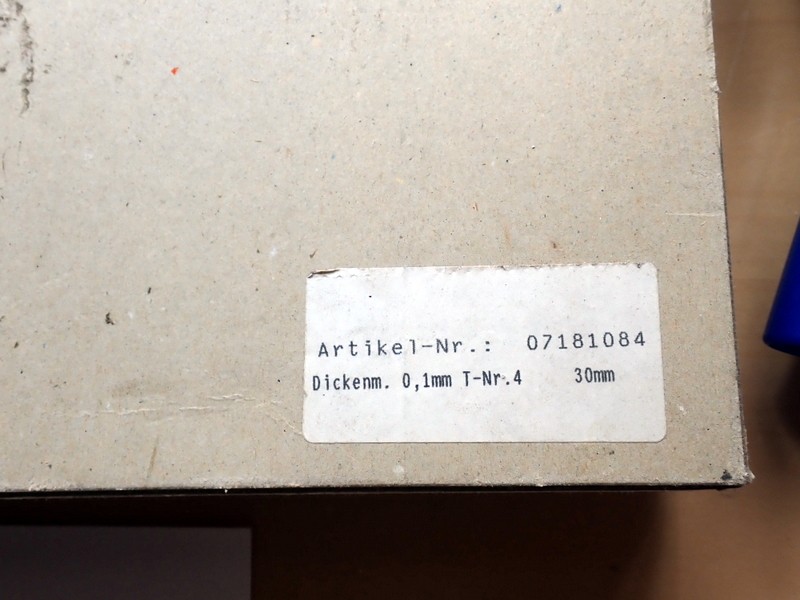 Artikel-Nr.: 07181084
Dickenm. 0,1mm T-Nr.4 30mm